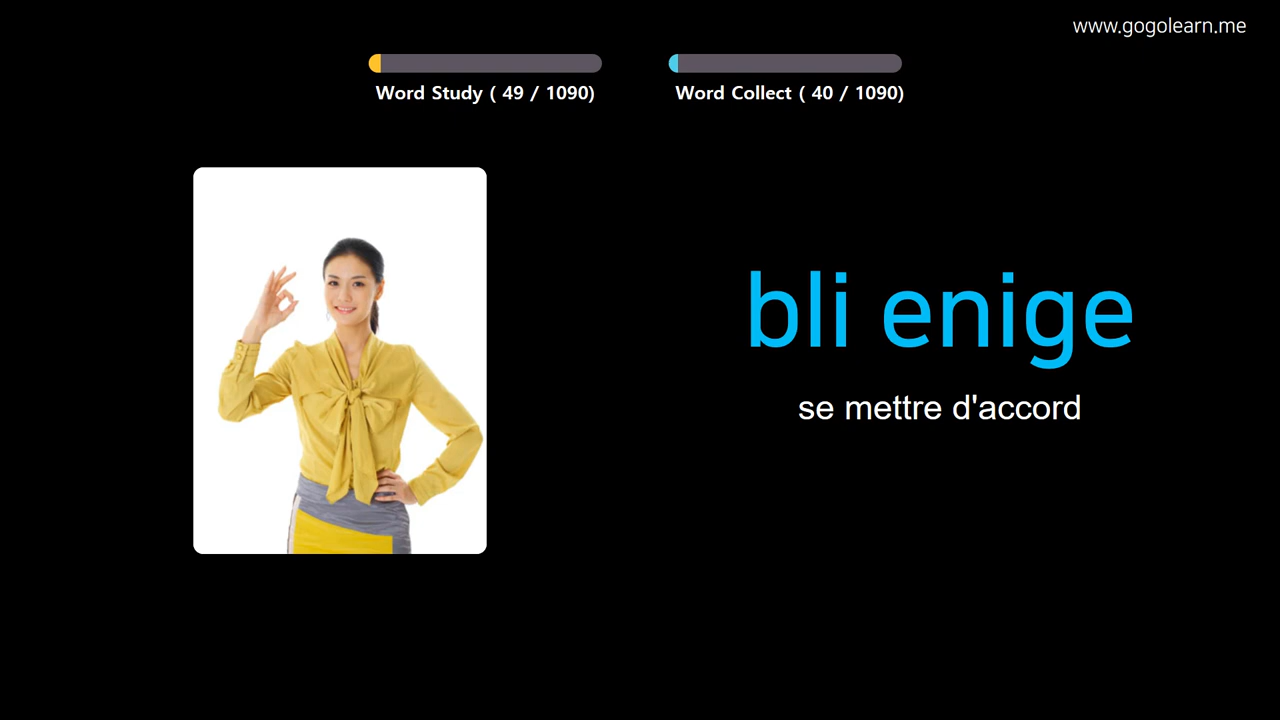 www.gogolearn.me
Word Study ( 49 / 1090)
Word Collect ( 40 / 1090)
bli enige
se mettre d'accord